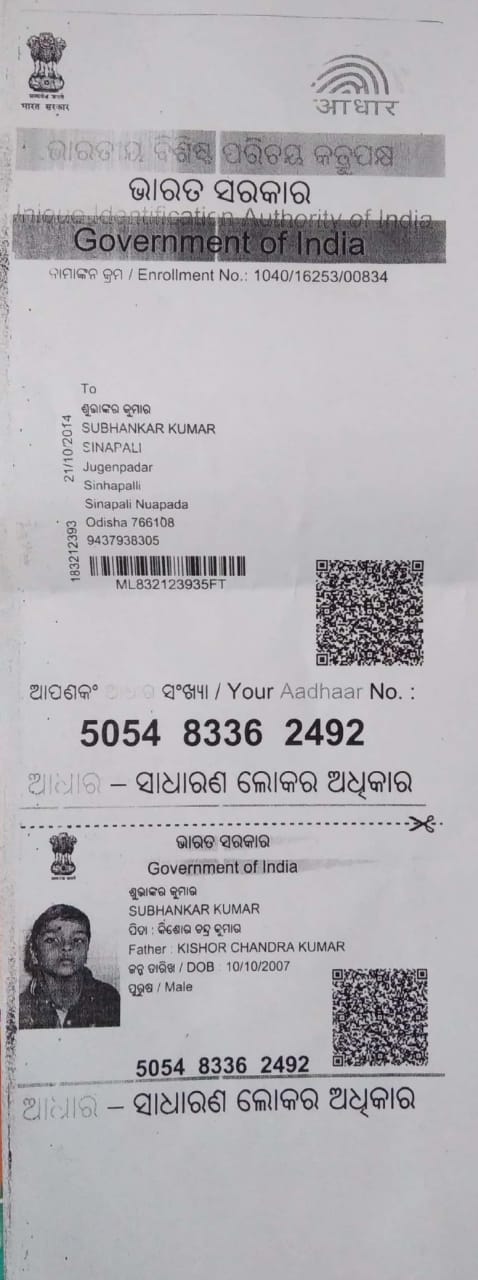 भारत सरकार
आधार
ଭାରତୀୟ ବିଶିଷ୍ଟ ପରିଚୟ କର୍ତ୍ତୃପକ୍ଷ
ଭାରତ ସରକାର
Unique Identification Authority of India
Government of India
ନାମାଙ୍କନ କ୍ରମ / Enrollment No.: 1040/16253/00834
To
ଶୁଭାଙ୍କର କୁମାର
SUBHANKAR KUMAR
SINAPALI
Jugenpadar
Sinhapalli
Sinapali Nuapada
Odisha 766108
9437938305
21/10/2014
183212393
ML832123935FT
ଆପଣଙ୍କ ଆଧାର ସଂଖ୍ୟା / Your Aadhaar No. :
5054 8336 2492
ଆଧାର – ସାଧାରଣ ଲୋକର ଅଧିକାର
ଭାରତ ସରକାର
Government of India
ଶୁଭାଙ୍କର କୁମାର
SUBHANKAR KUMAR
ପିତା : କିଶୋର ଚନ୍ଦ୍ର କୁମାର
Father : KISHOR CHANDRA KUMAR
ଜନ୍ମ ତାରିଖ / DOB : 10/10/2007
ପୁରୁଷ / Male
5054 8336 2492
ଆଧାର – ସାଧାରଣ ଲୋକର ଅଧିକାର